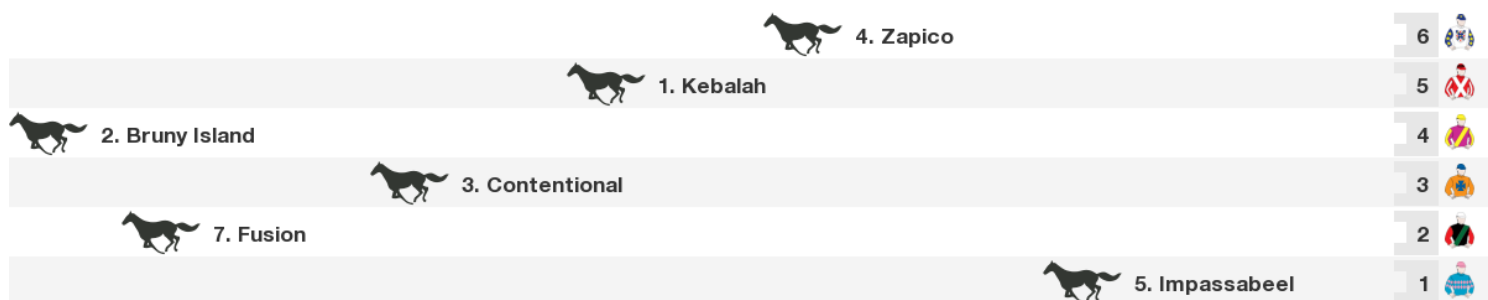 4. Zapico 6
1. Kebalah 5
2. Bruny Island 4
3. Contentional 3
7. Fusion 2
5. Impassabeel 1